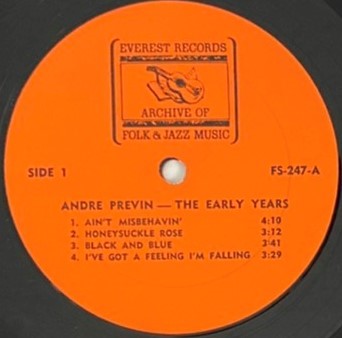 EVEREST RECORDS
ARCHIVE OF
FOLK & JAZZ MUSIC
SIDE 1 FS-247-A
ANDRE PREVIN — THE EARLY YEARS
1. AIN'T MISBEHAVIN' 4:10
2. HONEYSUCKLE ROSE 3:12
3. BLACK AND BLUE 3:41
4. I'VE GOT A FEELING I'M FALLING 3:29